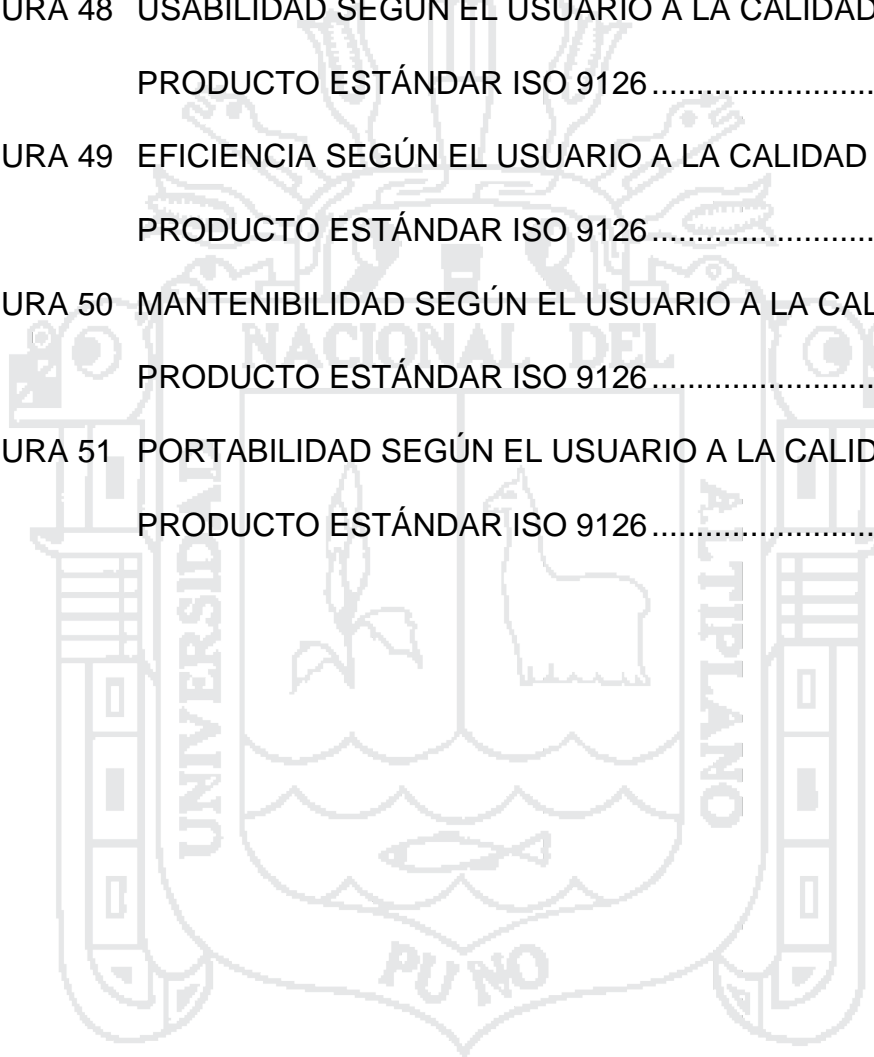 URA 48 USABILIDAD SEGÚN EL USUARIO A LA CALIDAD
PRODUCTO ESTÁNDAR ISO 9126.........................
URA 49 EFICIENCIA SEGÚN EL USUARIO A LA CALIDAD
PRODUCTO ESTÁNDAR ISO 9126.........................
URA 50 MANTENIBILIDAD SEGÚN EL USUARIO A LA CAL
PRODUCTO ESTÁNDAR ISO 9126.........................
URA 51 PORTABILIDAD SEGÚN EL USUARIO A LA CALID
PRODUCTO ESTÁNDAR ISO 9126.........................
UNIVERSIDAD
NACIONAL DEL
ALTIPLANO
PUNO